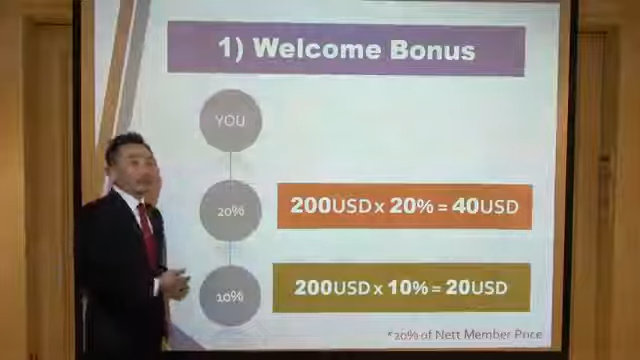 1) Welcome Bonus
YOU
20%
200USD x 20% = 40USD
10%
200USD x 10% = 20USD
*20% of Nett Member Price